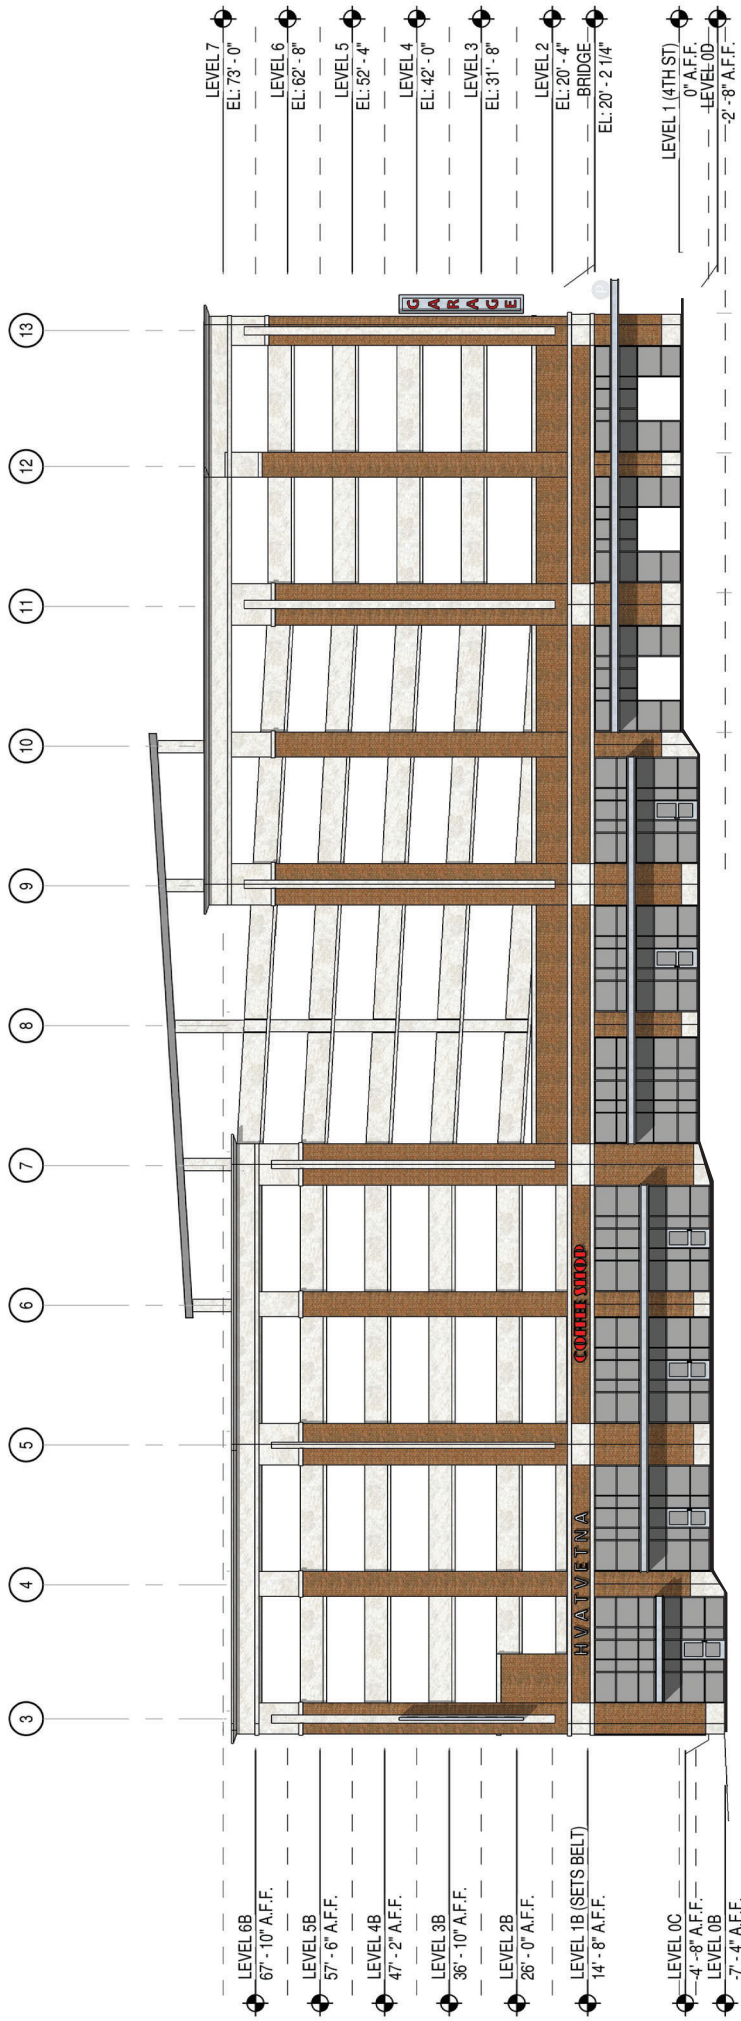 3
4
5
6
7
8
9
10
11
12
13
LEVEL 7
EL: 73' - 0"
LEVEL 6
EL: 62' - 8"
LEVEL 5
EL: 52' - 4"
LEVEL 4
EL: 42' - 0"
LEVEL 3
EL: 31' - 8"
LEVEL 2
EL: 20' - 4"
BRIDGE
EL: 20' - 2 1/4"
LEVEL 1 (4TH ST)
0" A.F.F.
LEVEL 0D
-2' -8" A.F.F.
LEVEL 6B
67' - 10" A.F.F.
LEVEL 5B
57' - 6" A.F.F.
LEVEL 4B
47' - 2" A.F.F.
LEVEL 3B
36' - 10" A.F.F.
LEVEL 2B
26' - 0" A.F.F.
LEVEL 1B (SETS BELT)
14' - 8" A.F.F.
LEVEL 0C
-4' -8" A.F.F.
LEVEL 0B
-7' - 4" A.F.F.
GARAGE
HVATVETNA
COFFEE SHOP
P